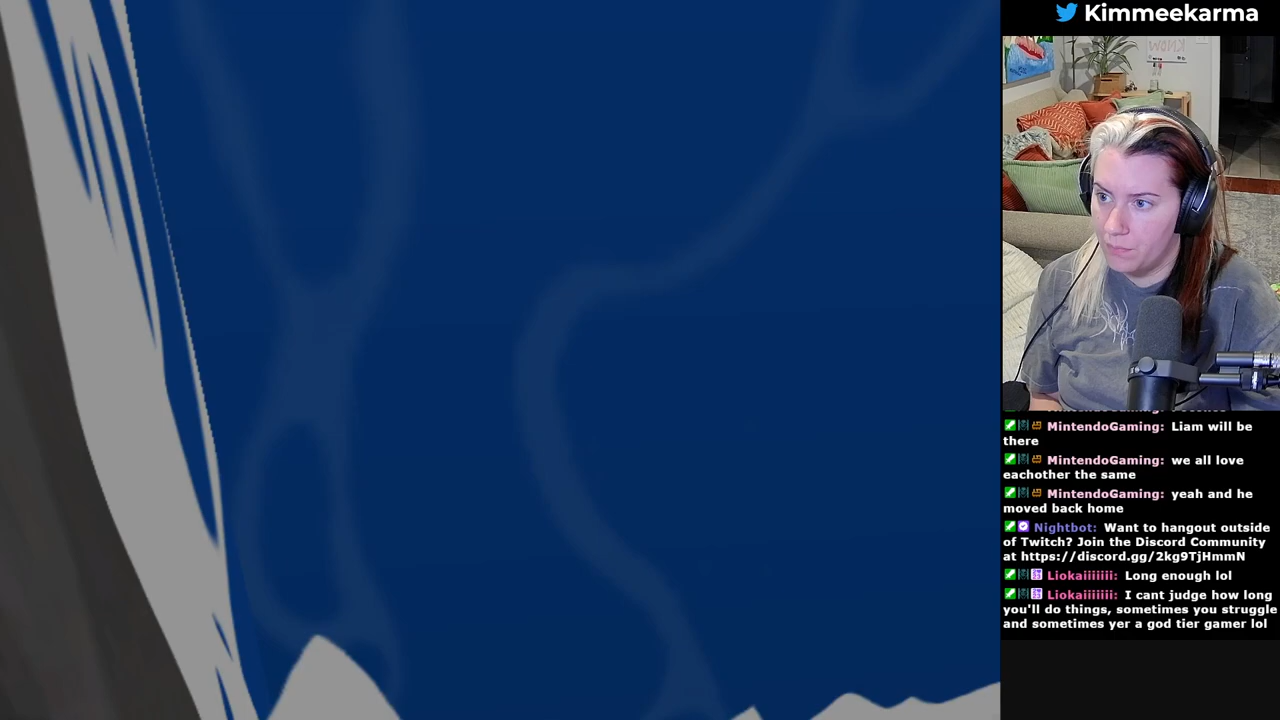 Kimmeekarma
MintendoGaming: Liam will be
there
MintendoGaming: we all love
eachother the same
MintendoGaming: yeah and he
moved back home
Nightbot: Want to hangout outside
of Twitch? Join the Discord Community
at https://discord.gg/2kg9TjHmmN
Liokaiiiiiii: Long enough lol
Liokaiiiiiii: I cant judge how long
you'll do things, sometimes you struggle
and sometimes yer a god tier gamer lol